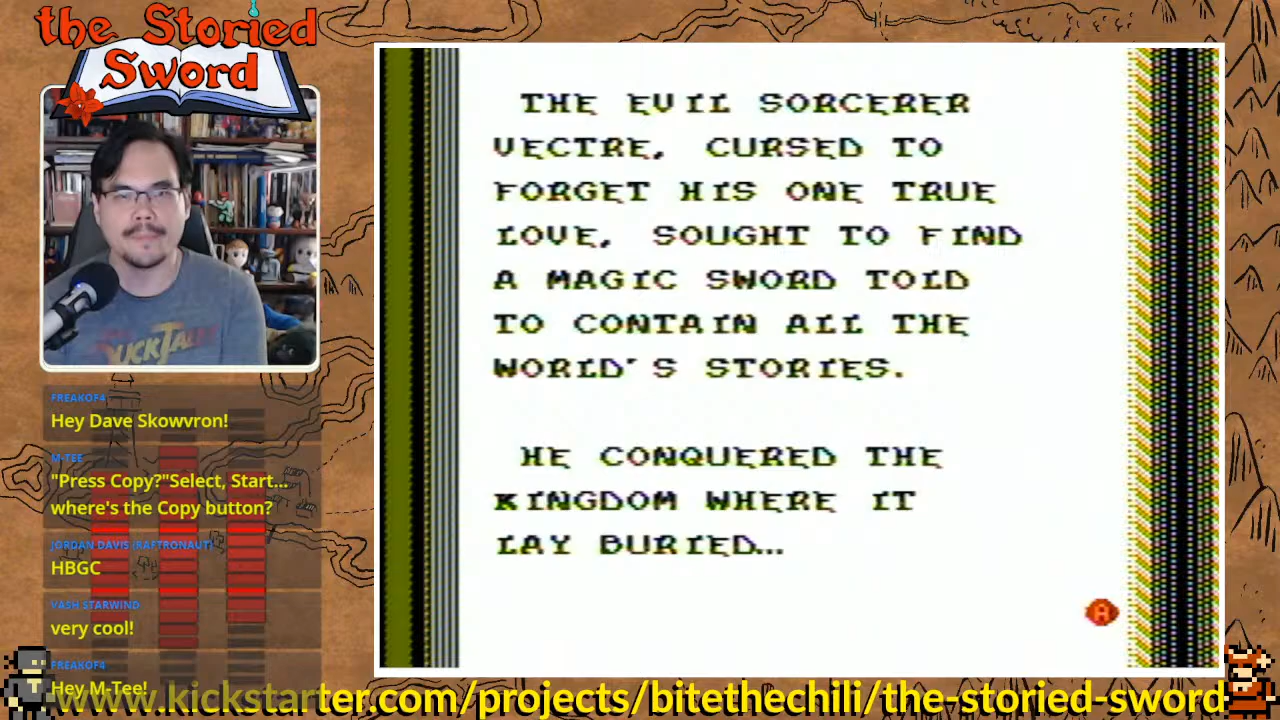 the Storied
Sword
DUCKTALES
THE EVIL SORCERER
VECTRE, CURSED TO
FORGET HIS ONE TRUE
LOVE, SOUGHT TO FIND
A MAGIC SWORD TOLD
TO CONTAIN ALL THE
WORLD'S STORIES.
HE CONQUERED THE
KINGDOM WHERE IT
LAY BURIED...
A
FREAKOF4
Hey Dave Skowvron!
M-TEE
"Press Copy?"Select, Start...
where's the Copy button?
JORDAN DAVIS (RAFTRONAUT)
HBGC
VASH STARWIND
very cool!
FREAKOF4
Hey M-Tee!
www.kickstarter.com/projects/bitethechili/the-storied-sword